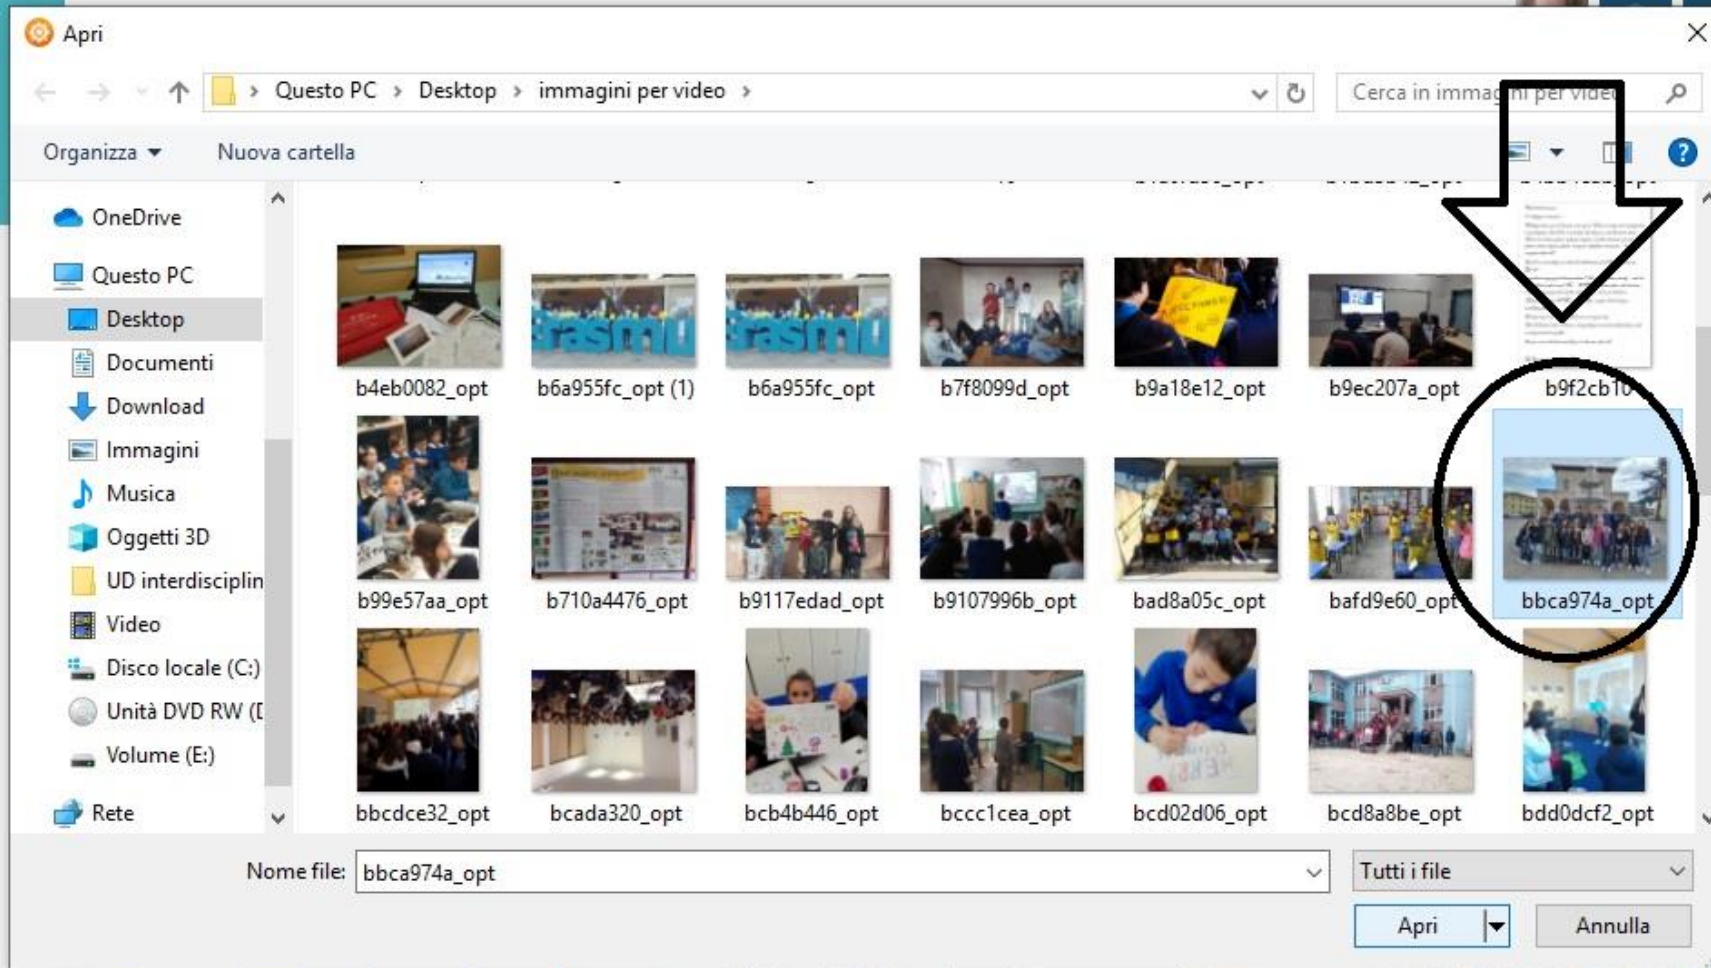 Apri
Questo PC > Desktop > immagini per video >
Cerca in immagini per video
Organizza
Nuova cartella
OneDrive
Questo PC
Desktop
Documenti
Download
Immagini
Musica
Oggetti 3D
UD interdisciplin
Video
Disco locale (C:)
Unità DVD RW (D
Volume (E:)
Rete
b4eb0082_opt
b6a955fc_opt (1)
b6a955fc_opt
b7f8099d_opt
b9a18e12_opt
b9ec207a_opt
b9f2cb10
b99e57aa_opt
b710a4476_opt
b9117edad_opt
b9107996b_opt
bad8a05c_opt
bafd9e60_opt
bbca974a_opt
bbcdce32_opt
bcada320_opt
bcb4b446_opt
bccc1cea_opt
bcd02d06_opt
bcd8a8be_opt
bdd0dcf2_opt
Nome file:
bbca974a_opt
Tutti i file
Apri
Annulla